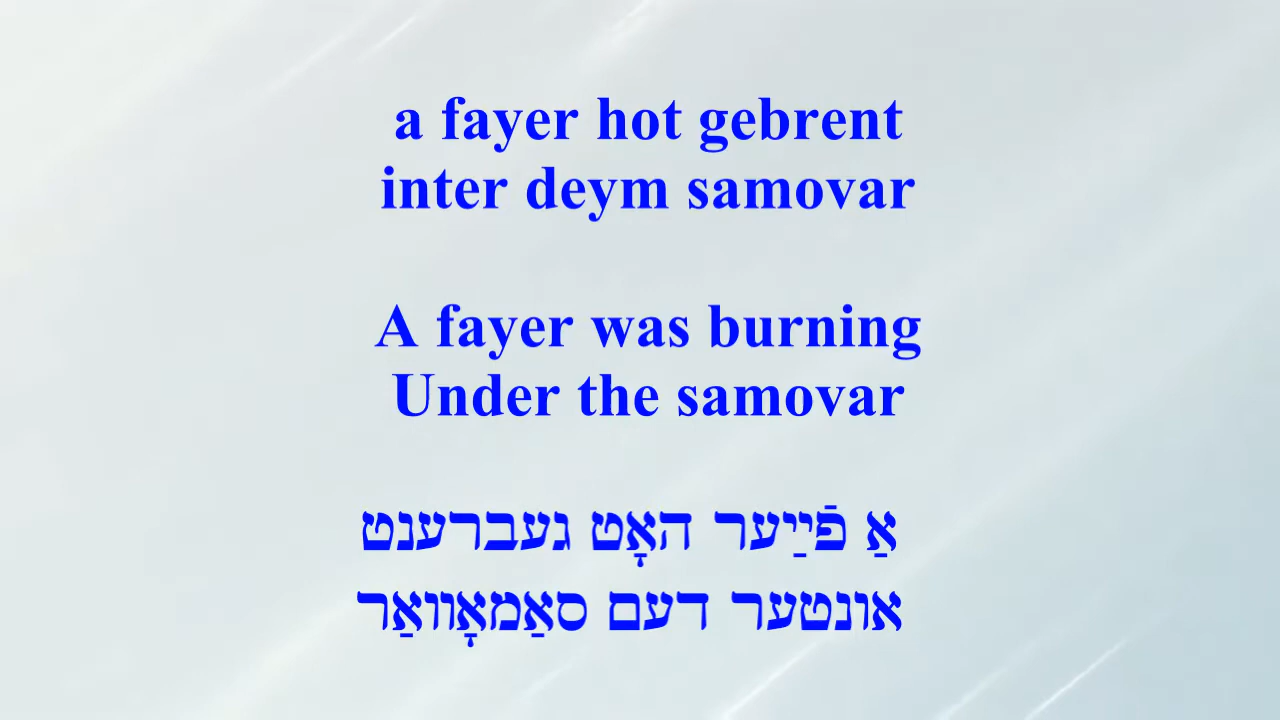 a fayer hot gebrent
inter deym samovar
A fayer was burning
Under the samovar
אַ פֿײַער האָט געברענט
אונטער דעם סאַמאָוואַר